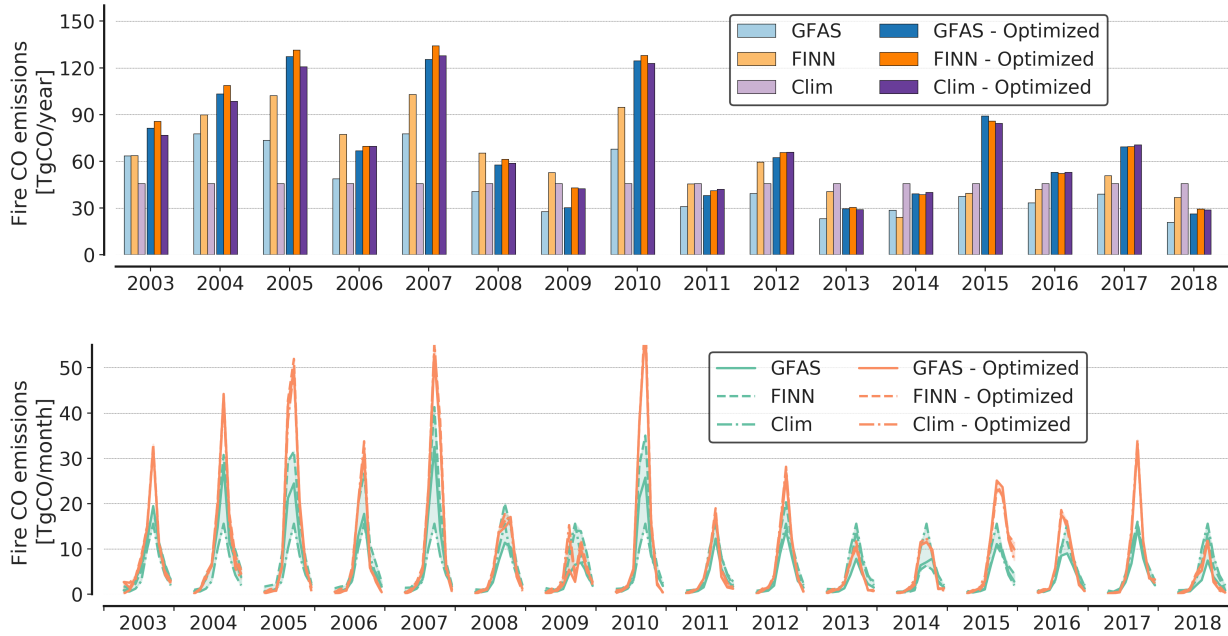 Fire CO emissions
[TgCO/year]
150
120
90
60
30
0
GFAS GFAS - Optimized
FINN FINN - Optimized
Clim Clim - Optimized
2003 2004 2005 2006 2007 2008 2009 2010 2011 2012 2013 2014 2015 2016 2017 2018
Fire CO emissions
[TgCO/month]
50
40
30
20
10
0
GFAS GFAS - Optimized
FINN FINN - Optimized
Clim Clim - Optimized
2003 2004 2005 2006 2007 2008 2009 2010 2011 2012 2013 2014 2015 2016 2017 2018